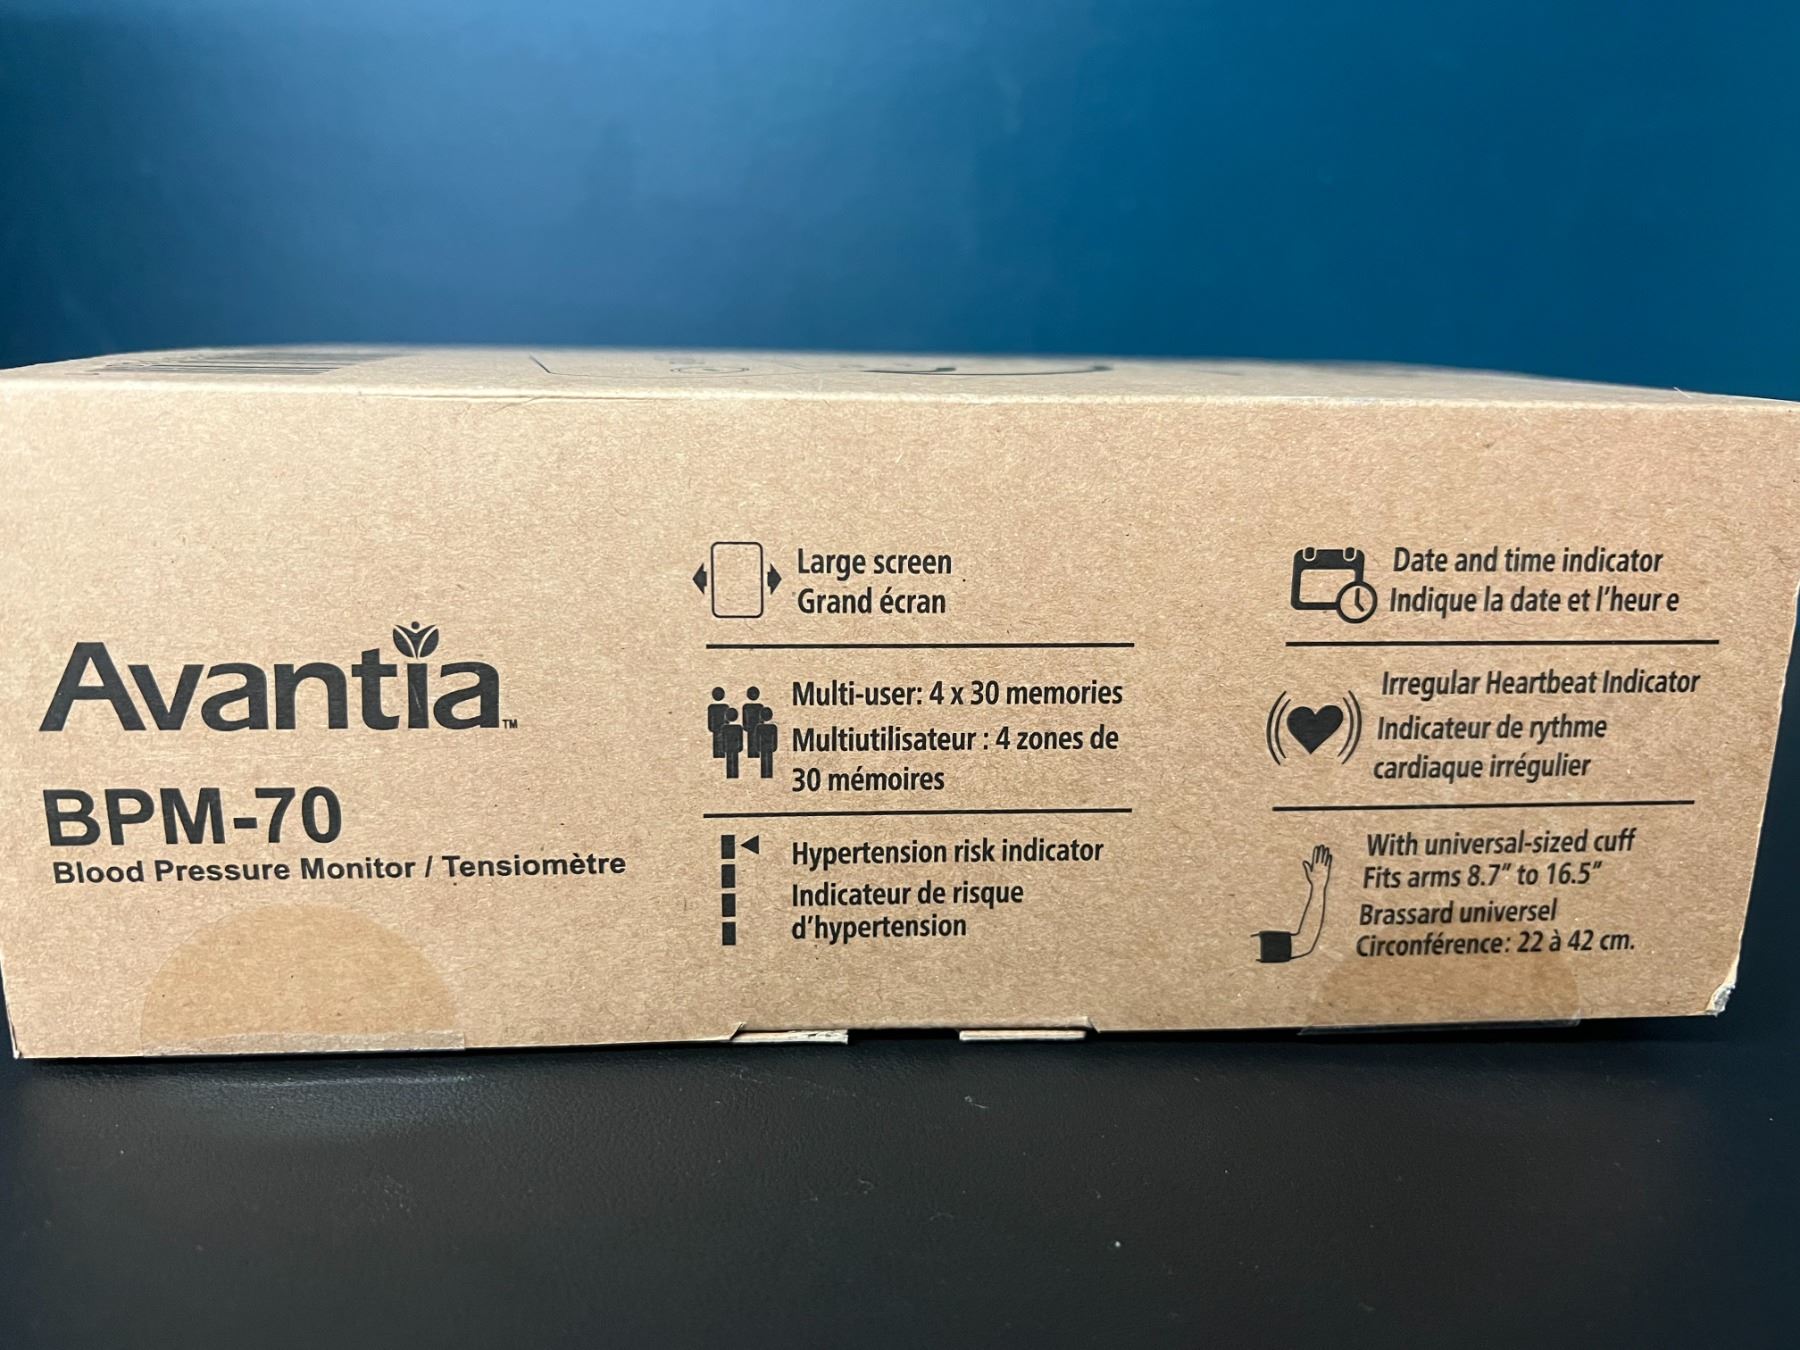 Avantia™
BPM-70
Blood Pressure Monitor / Tensiomètre
Large screen
Grand écran
Multi-user: 4 x 30 memories
Multiutilisateur : 4 zones de
30 mémoires
Hypertension risk indicator
Indicateur de risque
d'hypertension
Date and time indicator
Indique la date et l'heur e
Irregular Heartbeat Indicator
Indicateur de rythme
cardiaque irrégulier
With universal-sized cuff
Fits arms 8.7" to 16.5"
Brassard universel
Circonférence: 22 à 42 cm.